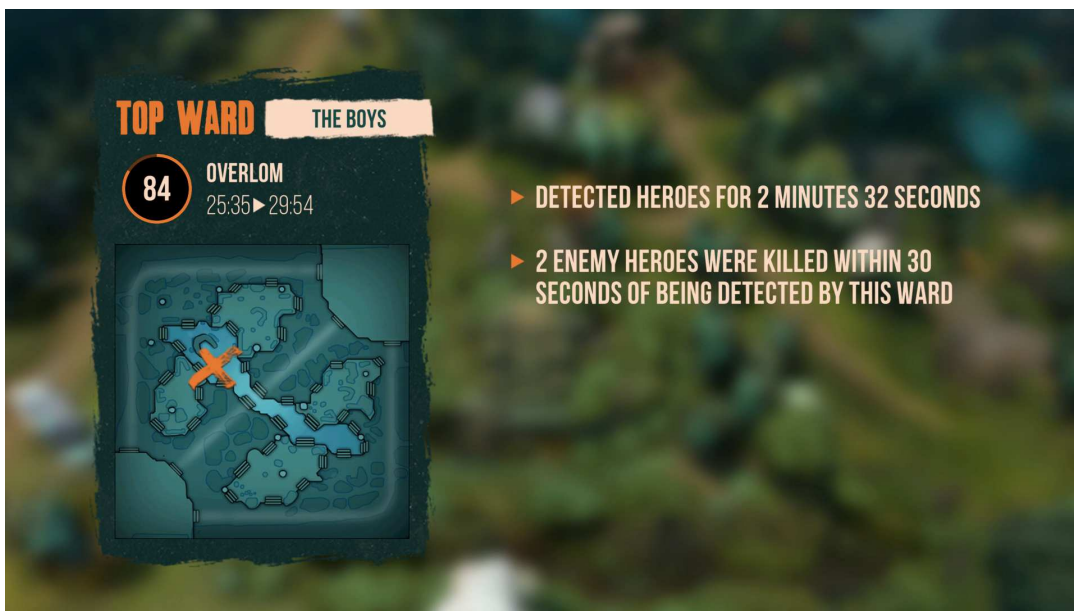 TOP WARD
THE BOYS
84
OVERLOM
25:35▶29:54
▶ DETECTED HEROES FOR 2 MINUTES 32 SECONDS
▶ 2 ENEMY HEROES WERE KILLED WITHIN 30
SECONDS OF BEING DETECTED BY THIS WARD